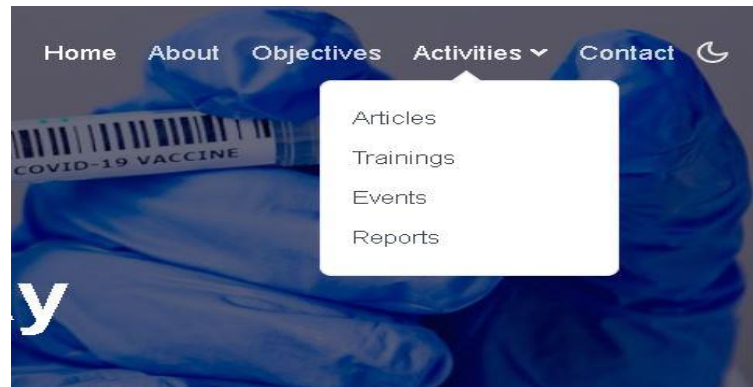 Home About Objectives Activities Contact
Articles
Trainings
Events
Reports
COVID-19 VACCINE
y